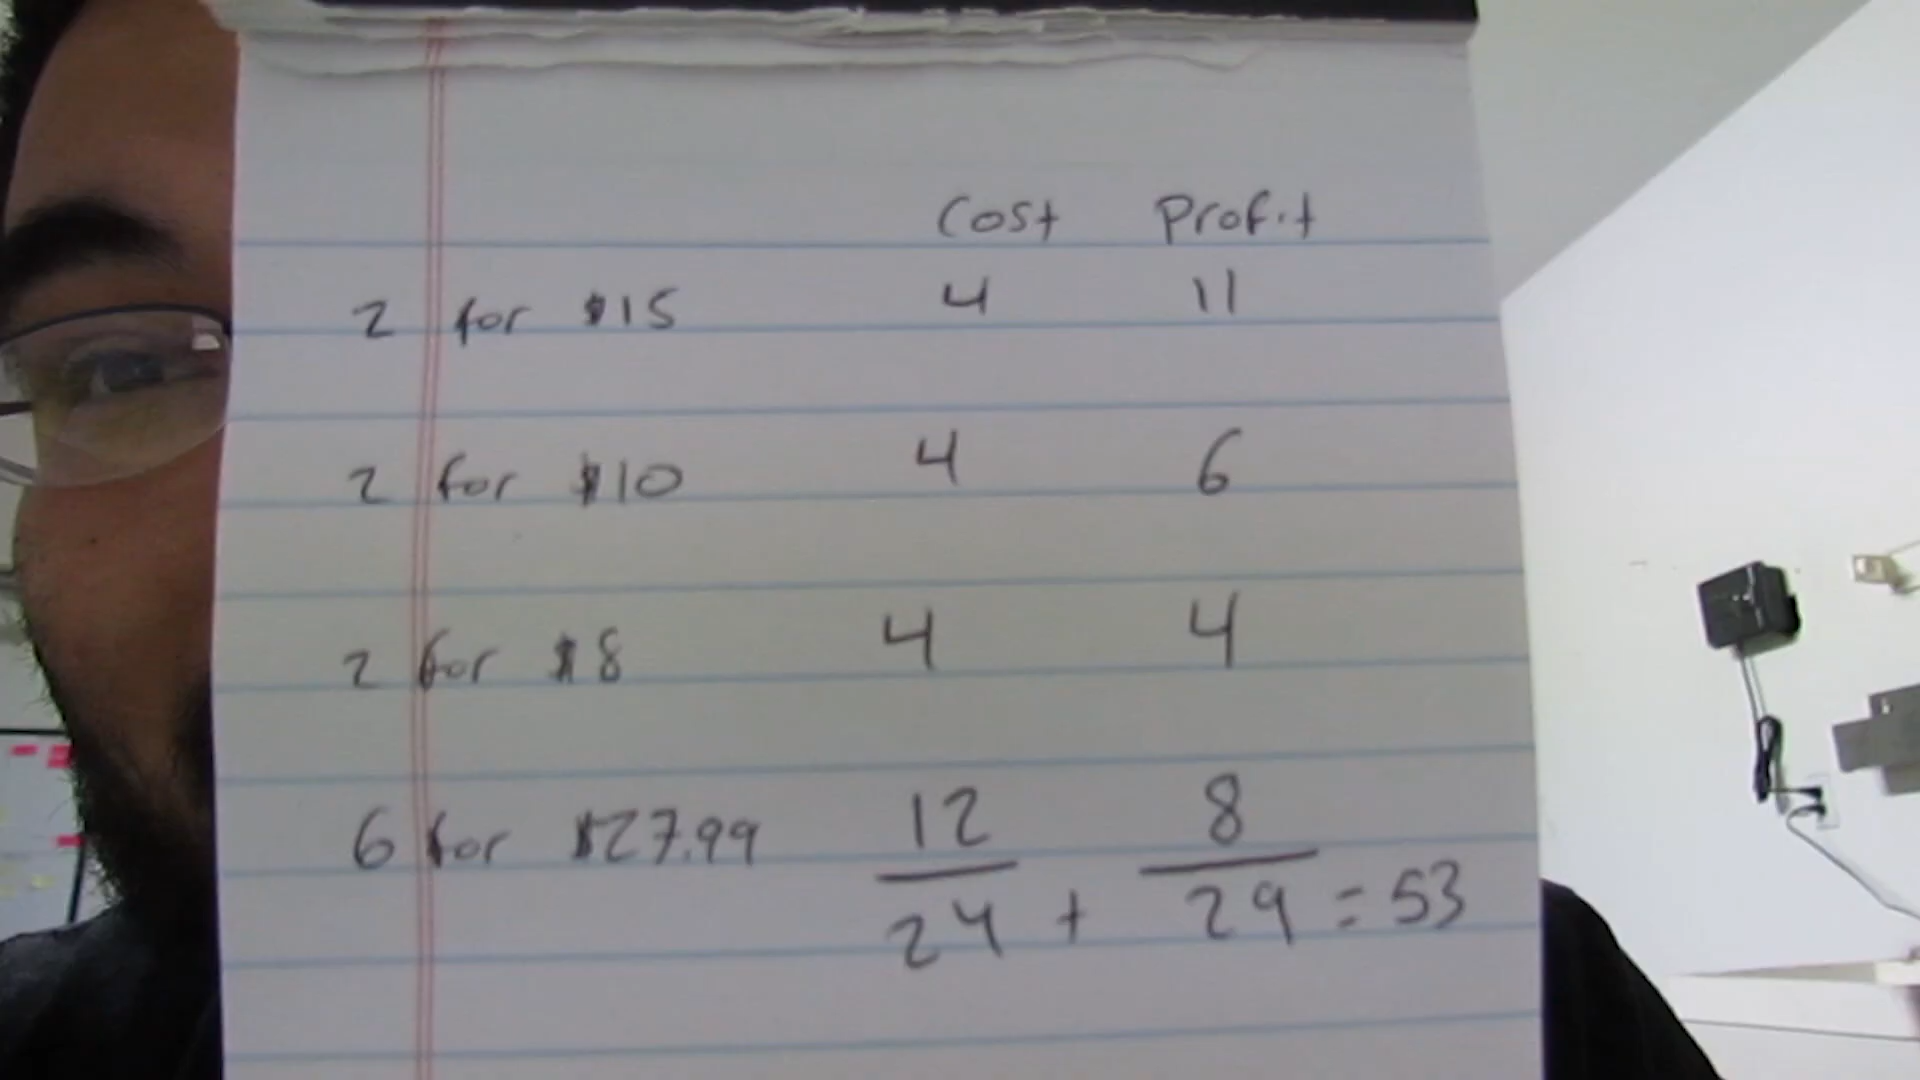 Cost Profit
2 for $15 4 11
2 for $10 4 6
2 for $8 4 4
6 for $27.99 12 8
24 + 29 = 53